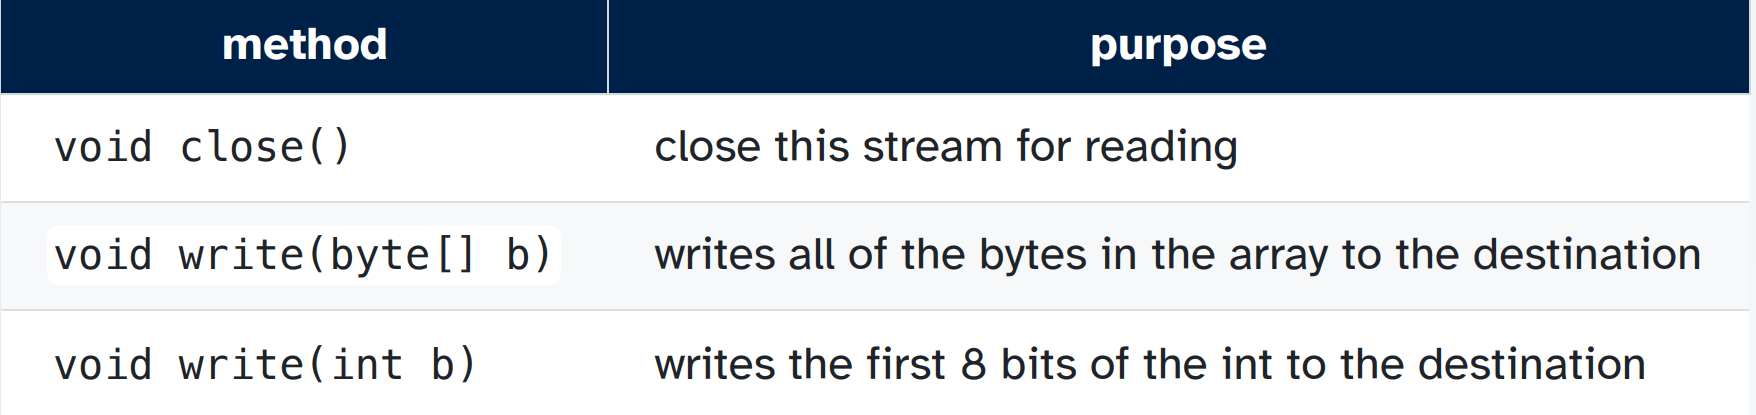 method purpose
void close() close this stream for reading
void write(byte[] b) writes all of the bytes in the array to the destination
void write(int b) writes the first 8 bits of the int to the destination